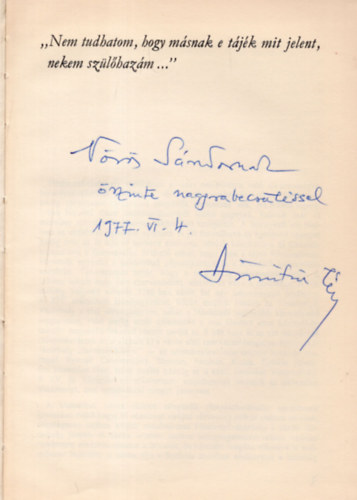 „Nem tudhatom, hogy másnak e tájék mit jelent,
nekem szülőhazám ..."
Vörös Sándornak
őszinte nagyrabecsüléssel
1977. VI. 4.